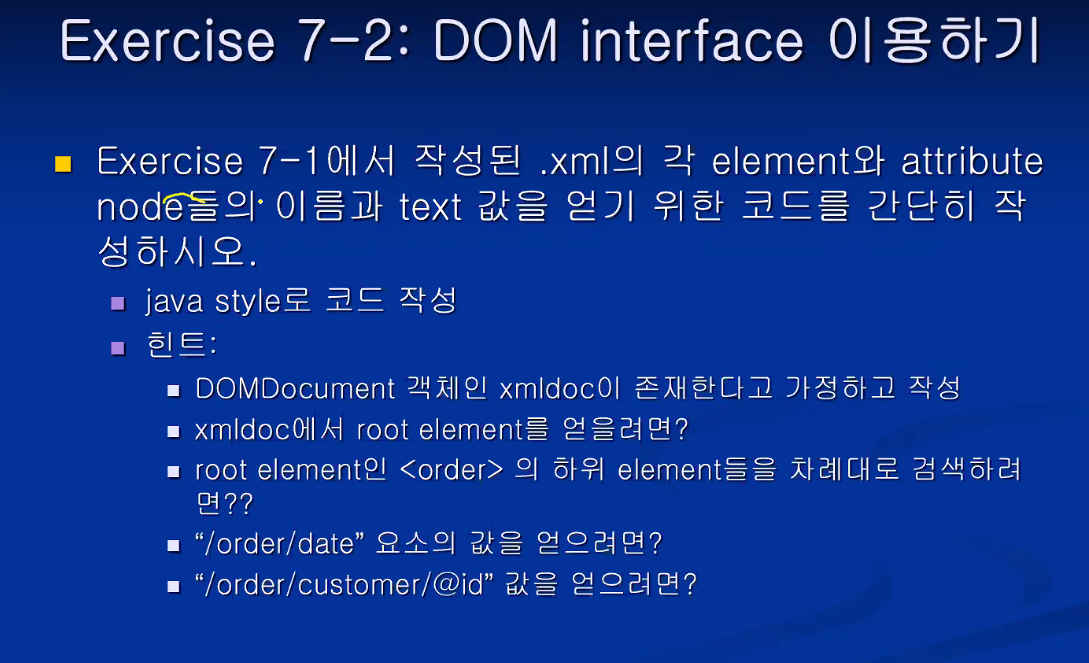 Exercise 7-2: DOM interface 이용하기
Exercise 7-1에서 작성된 .xml의 각 element와 attribute
node들의 이름과 text 값을 얻기 위한 코드를 간단히 작
성하시오.
java style로 코드 작성
힌트:
DOMDocument 객체인 xmldoc이 존재한다고 가정하고 작성
xmldoc에서 root element를 얻을려면?
root element인 <order> 의 하위 element들을 차례대로 검색하려
면??
“/order/date” 요소의 값을 얻으려면?
“/order/customer/@id” 값을 얻으려면?